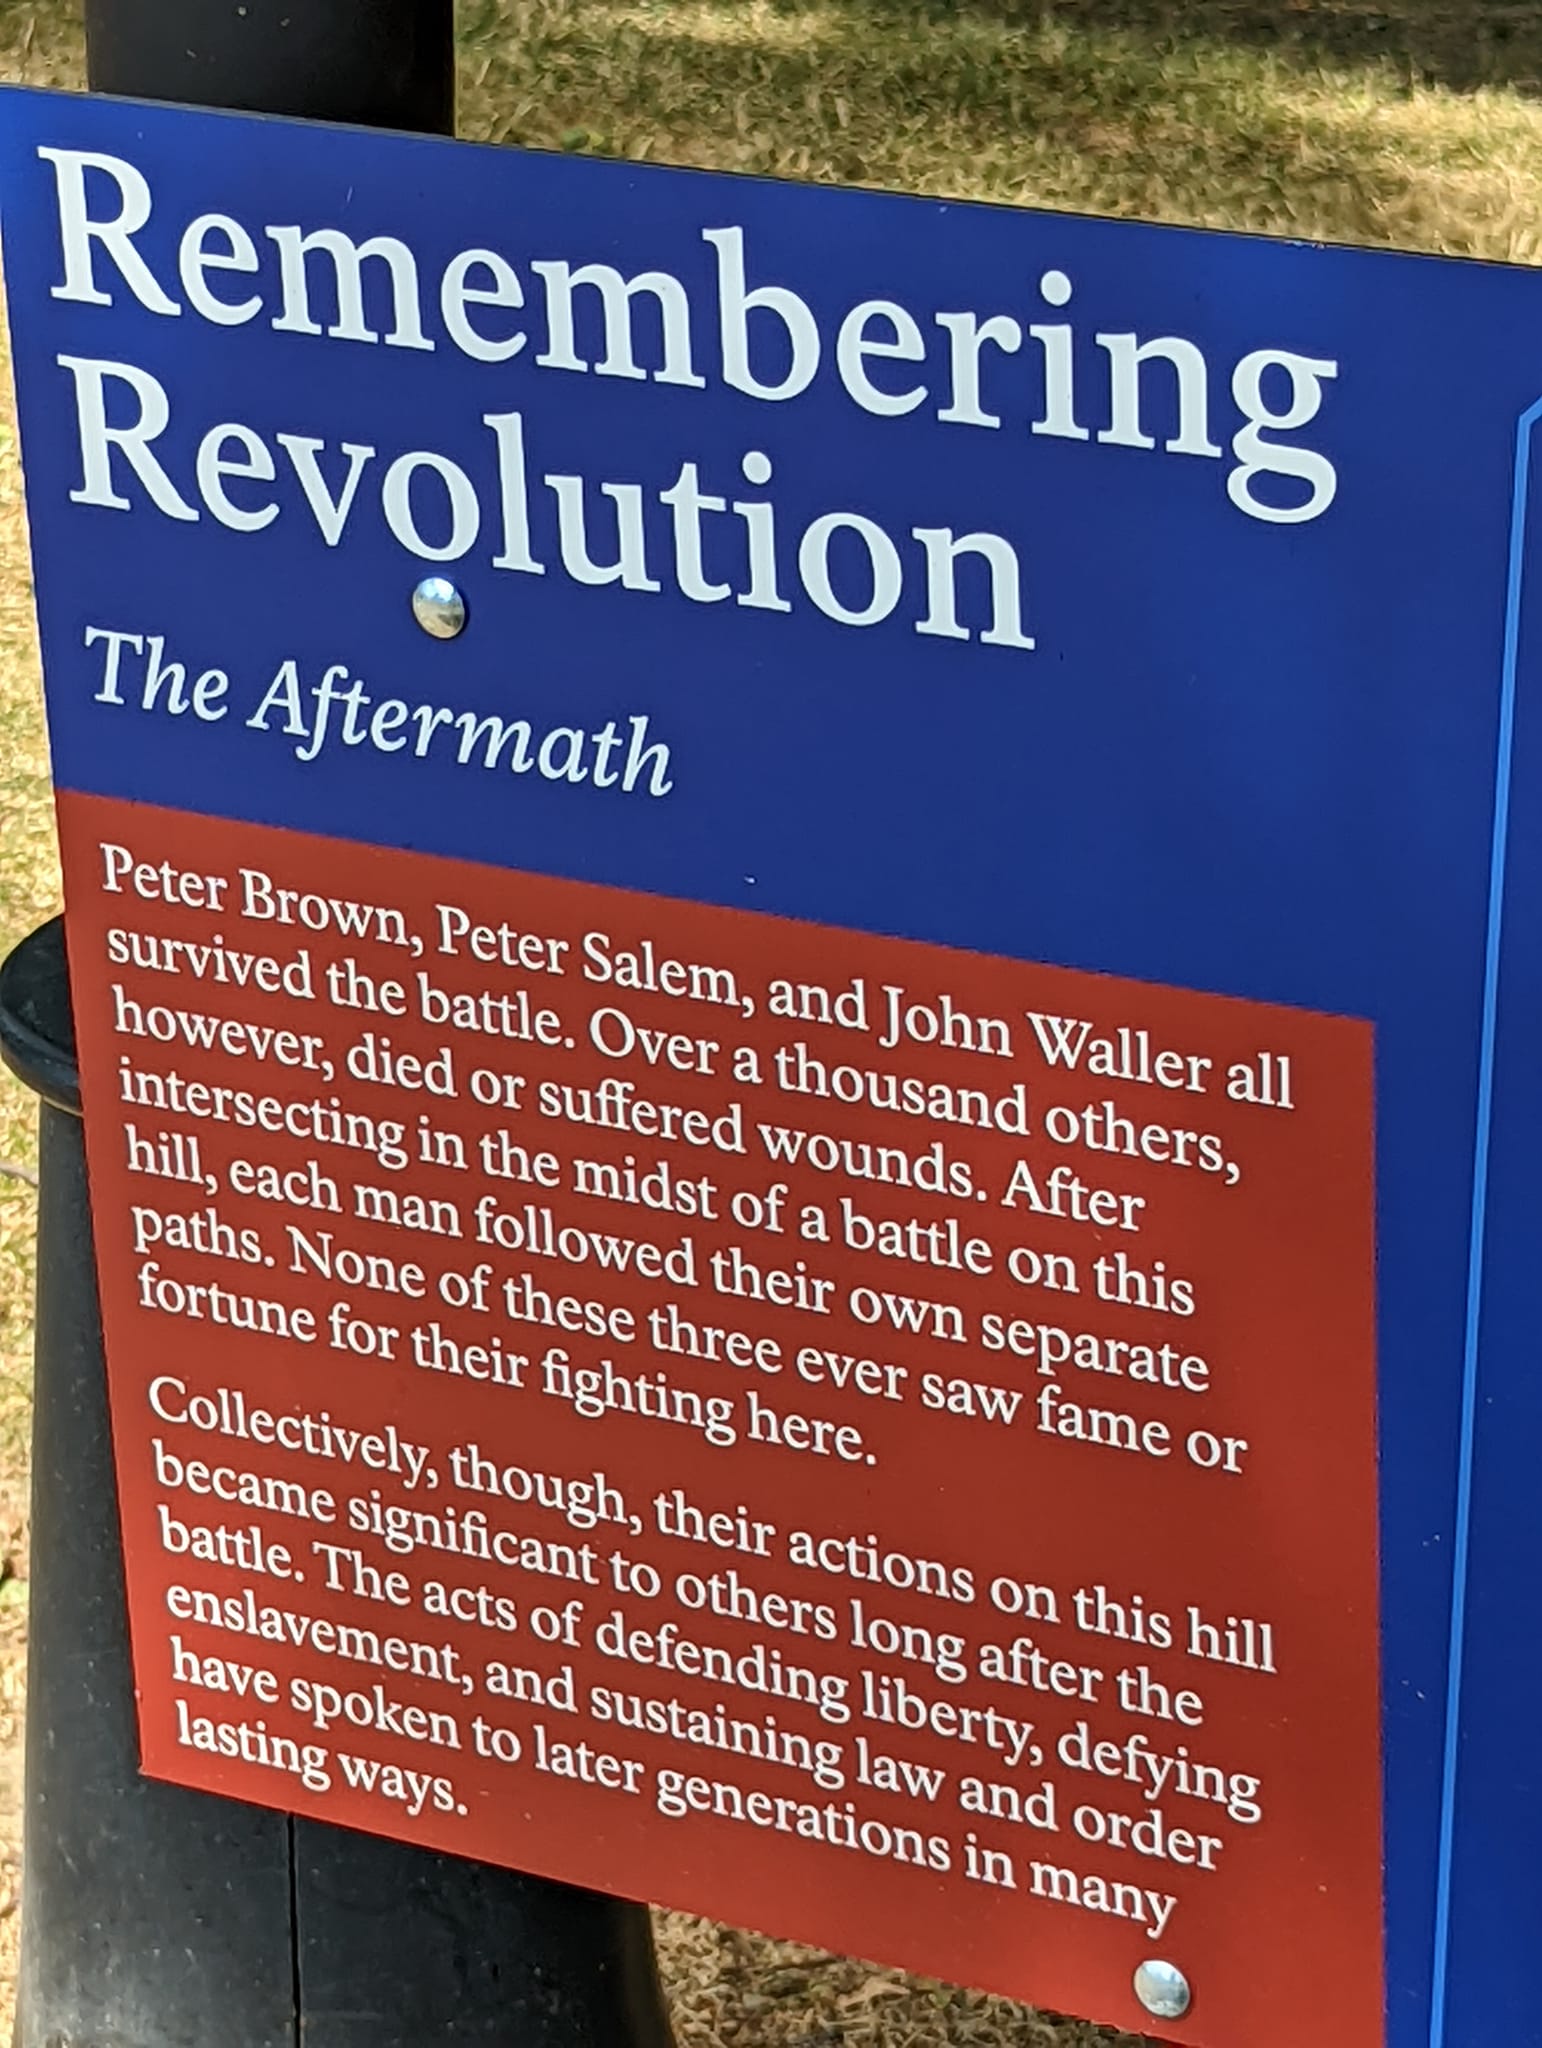 Remembering
Revolution
The Aftermath
Peter Brown, Peter Salem, and John Waller all
survived the battle. Over a thousand others,
however, died or suffered wounds. After
intersecting in the midst of a battle on this
hill, each man followed their own separate
paths. None of these three ever saw fame or
fortune for their fighting here.
Collectively, though, their actions on this hill
became significant to others long after the
battle. The acts of defending liberty, defying
enslavement, and sustaining law and order
have spoken to later generations in many
lasting ways.